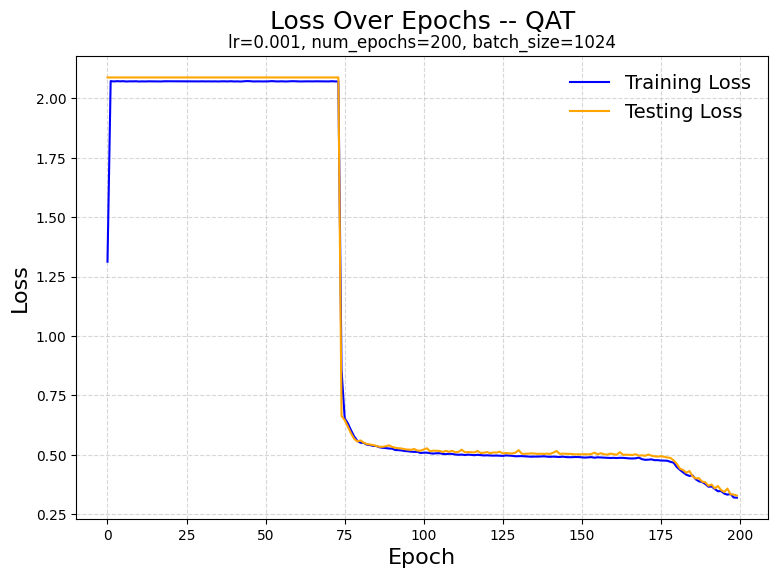 Loss Over Epochs -- QAT
lr=0.001, num_epochs=200, batch_size=1024
Training Loss
Testing Loss
2.00
1.75
1.50
1.25
1.00
0.75
0.50
0.25
Loss
0 25 50 75 100 125 150 175 200
Epoch